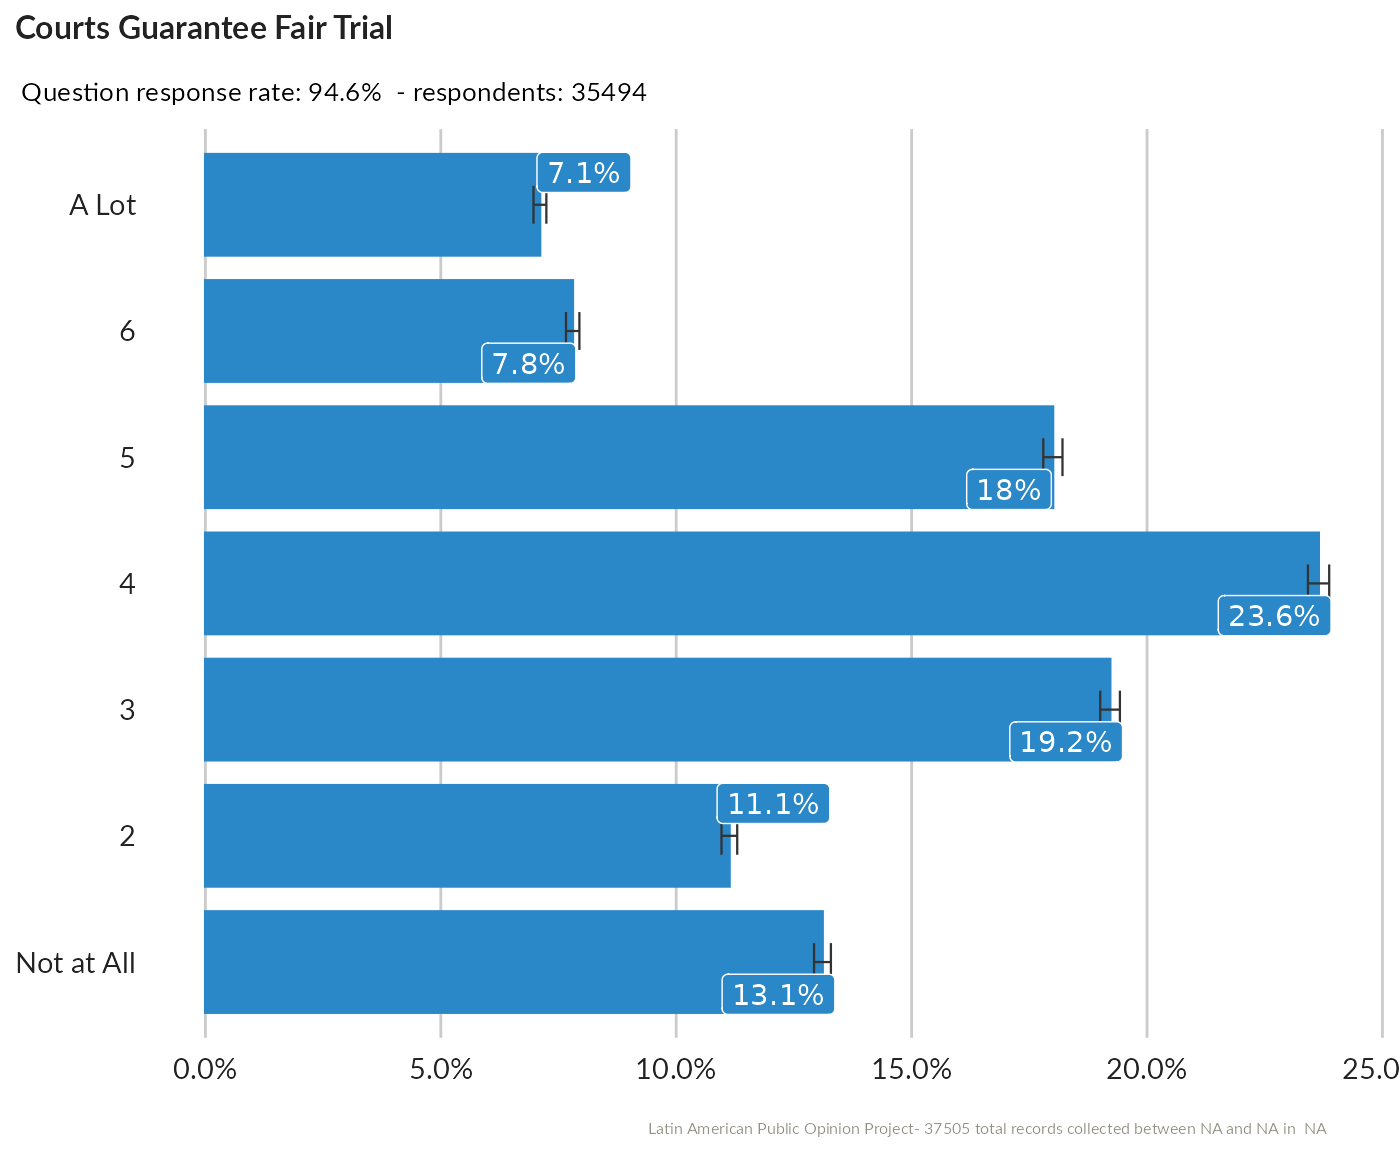 Courts Guarantee Fair Trial
Question response rate: 94.6% - respondents: 35494
A Lot
7.1%
6
7.8%
5
18%
4
23.6%
3
19.2%
2
11.1%
Not at All
13.1%
0.0% 5.0% 10.0% 15.0% 20.0% 25.0
Latin American Public Opinion Project- 37505 total records collected between NA and NA in NA